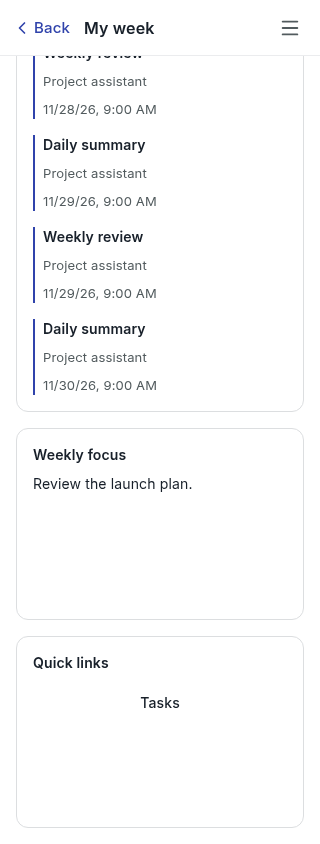 Back My week
Weekly review
Project assistant
11/28/26, 9:00 AM
Daily summary
Project assistant
11/29/26, 9:00 AM
Weekly review
Project assistant
11/29/26, 9:00 AM
Daily summary
Project assistant
11/30/26, 9:00 AM
Weekly focus
Review the launch plan.
Quick links
Tasks